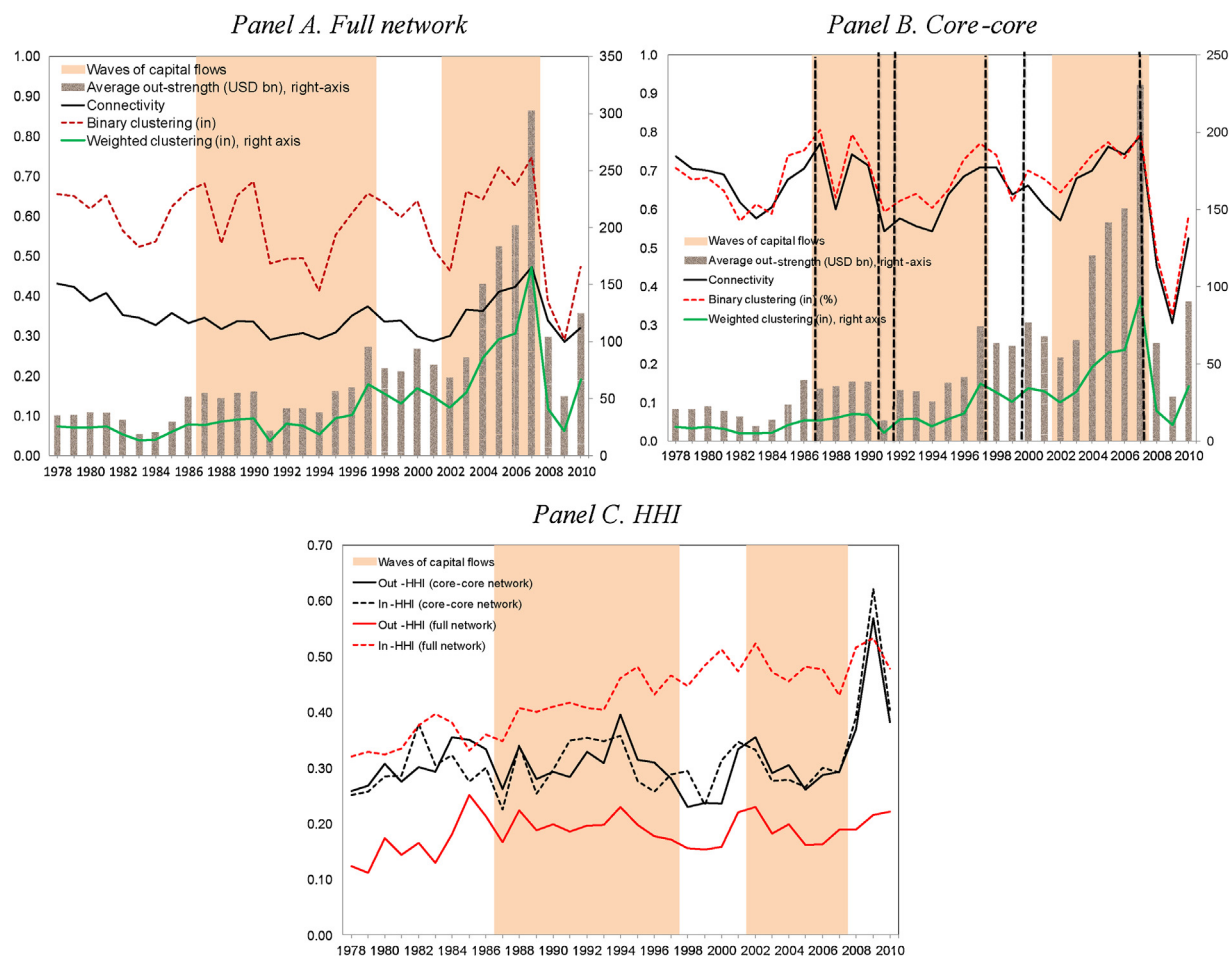 Panel A. Full network
1.00
0.90
0.80
0.70
0.60
0.50
0.40
0.30
0.20
0.10
0.00
350
300
250
200
150
100
50
0
Waves of capital flows
Average out-strength (USD bn), right-axis
Connectivity
Binary clustering (in)
Weighted clustering (in), right axis
1978 1980 1982 1984 1986 1988 1990 1992 1994 1996 1998 2000 2002 2004 2006 2008 2010
Panel B. Core-core
1.0
0.9
0.8
0.7
0.6
0.5
0.4
0.3
0.2
0.1
0.0
250
200
150
100
50
0
Waves of capital flows
Average out-strength (USD bn), right-axis
Connectivity
Binary clustering (in) (%)
Weighted clustering (in), right axis
1978 1980 1982 1984 1986 1988 1990 1992 1994 1996 1998 2000 2002 2004 2006 2008 2010
Panel C. HHI
0.70
0.60
0.50
0.40
0.30
0.20
0.10
0.00
Waves of capital flows
Out -HHI (core-core network)
In -HHI (core-core network)
Out -HHI (full network)
In -HHI (full network)
1978 1980 1982 1984 1986 1988 1990 1992 1994 1996 1998 2000 2002 2004 2006 2008 2010